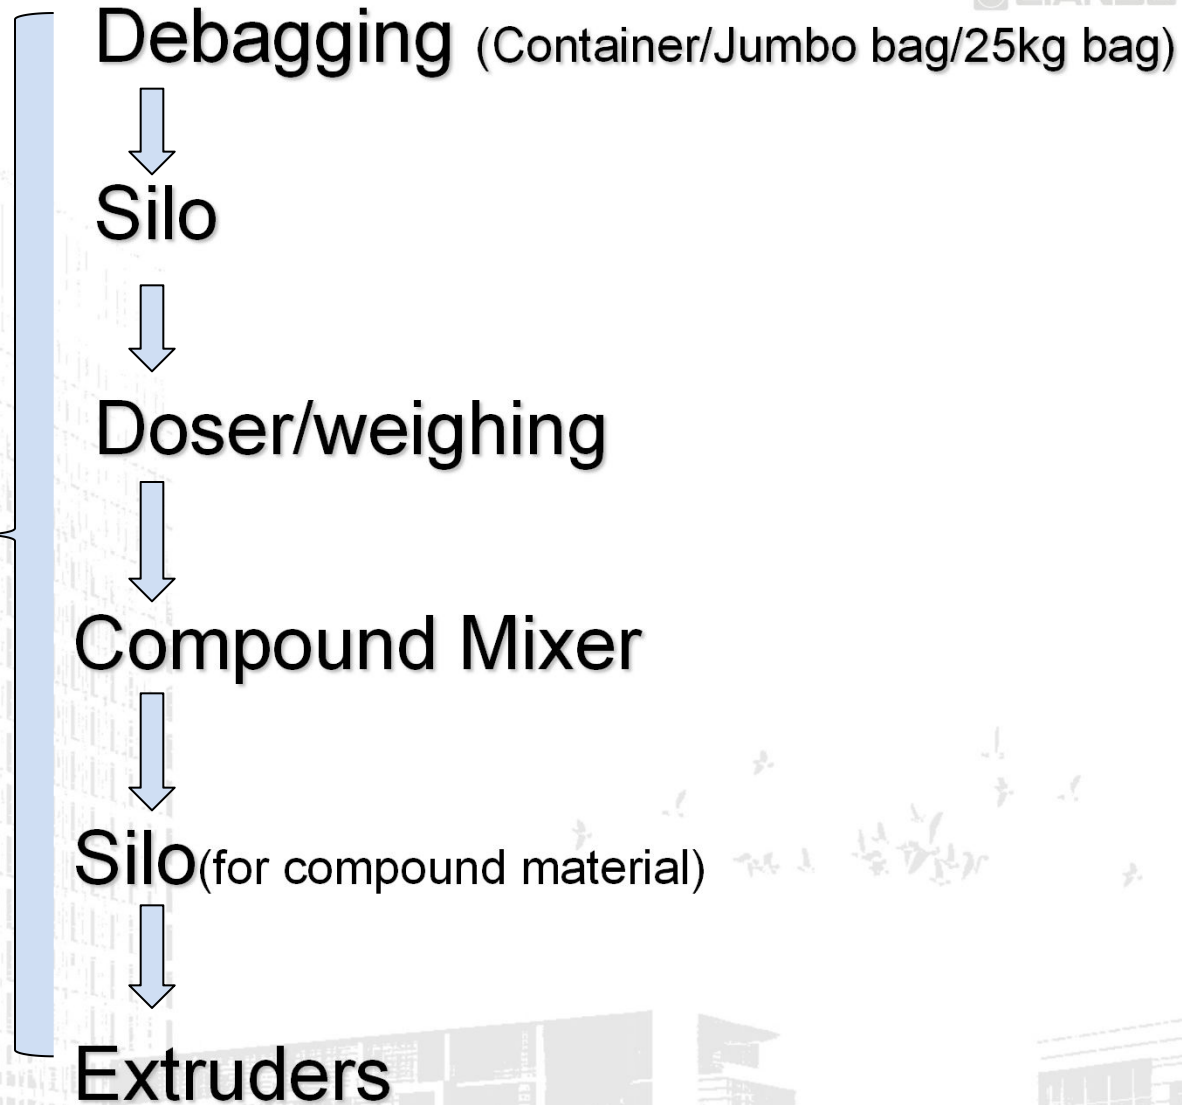 Debagging (Container/Jumbo bag/25kg bag)
Silo
Doser/weighing
Compound Mixer
Silo(for compound material)
Extruders